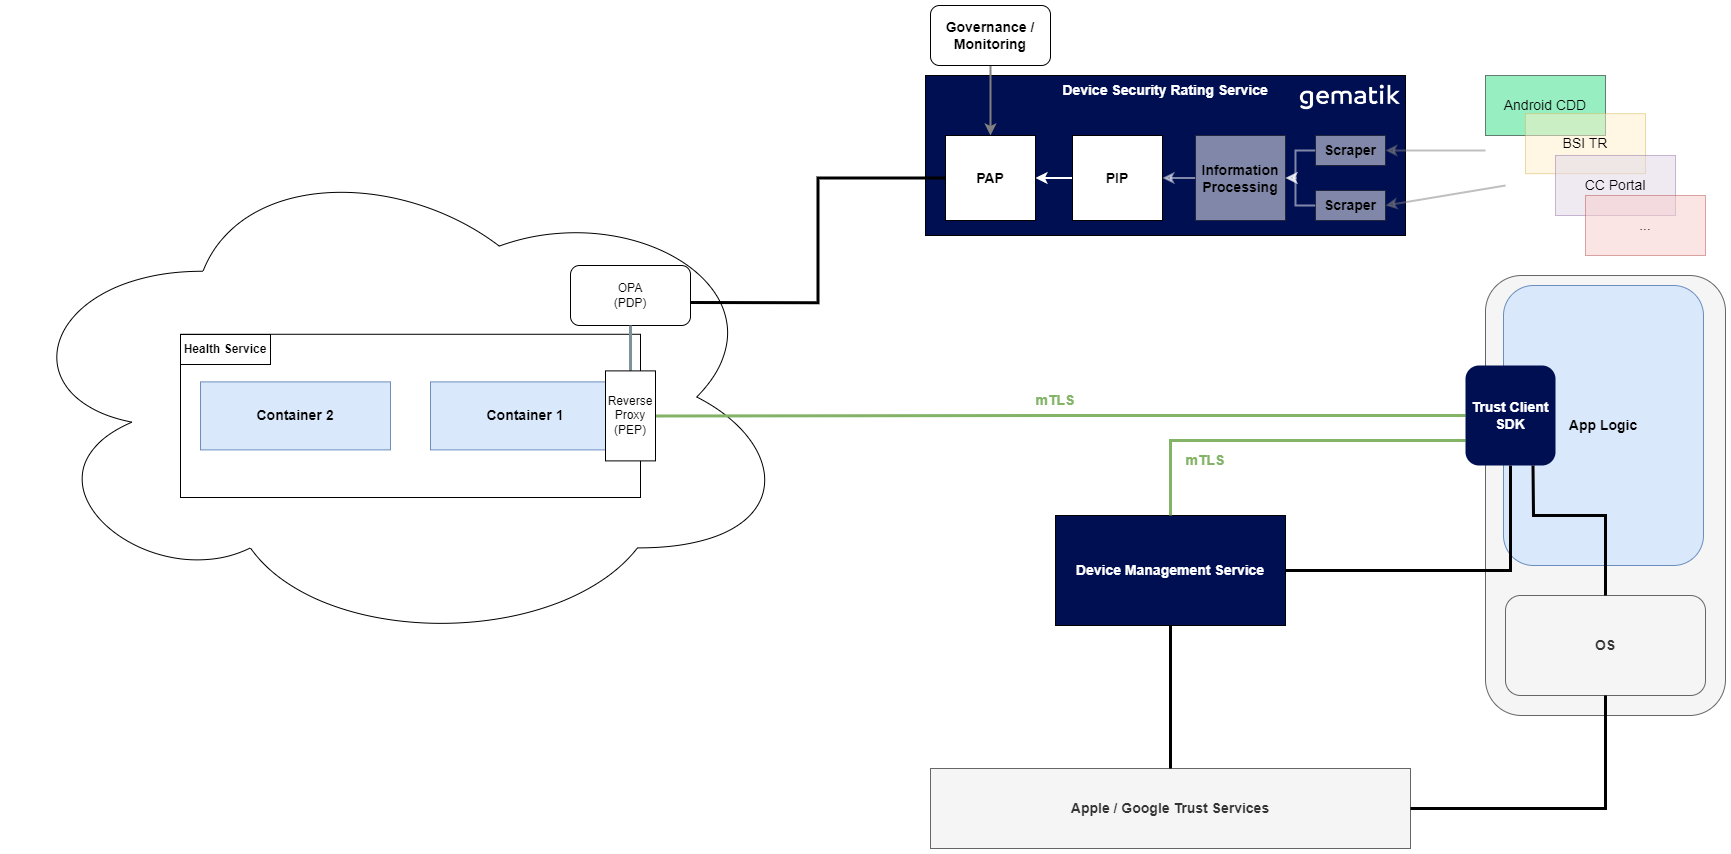 Governance /
Monitoring
Device Security Rating Service
gematik
PAP
PIP
Information
Processing
Scraper
Scraper
Android CDD
BSI TR
CC Portal
...
OPA
(PDP)
Health Service
Container 2
Container 1
Reverse
Proxy
(PEP)
mTLS
mTLS
Trust Client
SDK
App Logic
Device Management Service
OS
Apple / Google Trust Services